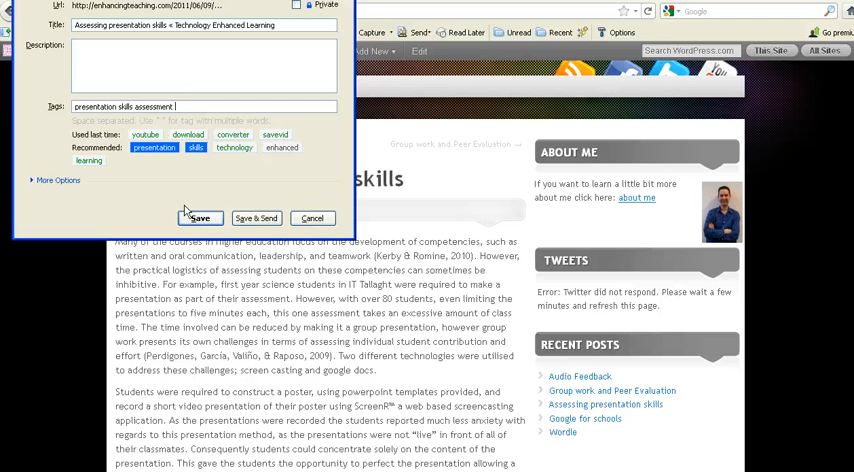 Url: http://enhancingteaching.com/2011/06/09/... Private
Google
Title: Assessing presentation skills « Technology Enhanced Learning
Capture Send Read Later Unread Recent Options Go premi
Description:
Add New Edit Search WordPress.com This Site All Sites
You
Tags: presentation skills assessment
Space separated. Use " " for tag with multiple words.
Used last time: youtube download converter savevid
Recommended: presentation skills technology enhanced
learning
More Options
Save Save & Send Cancel
Group work and Peer Evaluation →
skills
Many of the courses in higher education focus on the development of competencies, such as
written and oral communication, leadership, and teamwork (Kerby & Romine, 2010). However,
the practical logistics of assessing students on these competencies can sometimes be
inhibitive. For example, first year science students in IT Tallaght were required to make a
presentation as part of their assessment. However, with over 80 students, even limiting the
presentations to five minutes each, this one assessment takes an excessive amount of class
time. The time involved can be reduced by making it a group presentation, however group
work presents its own challenges in terms of assessing individual student contribution and
effort (Perdigones, García, Valiño, & Raposo, 2009). Two different technologies were utilised
to address these challenges; screen casting and google docs.
Students were required to construct a poster, using powerpoint templates provided, and
record a short video presentation of their poster using ScreenR™ a web based screencasting
application. As the presentations were recorded the students reported much less anxiety with
regards to this presentation method, as the presentations were not "live" in front of all of
their classmates. Consequently students could concentrate solely on the content of the
presentation. This gave the students the opportunity to perfect the presentation allowing a
ABOUT ME
If you want to learn a little bit more
about me click here: about me
TWEETS
Error: Twitter did not respond. Please wait a few
minutes and refresh this page.
RECENT POSTS
Audio Feedback
Group work and Peer Evaluation
Assessing presentation skills
Google for schools
Wordle